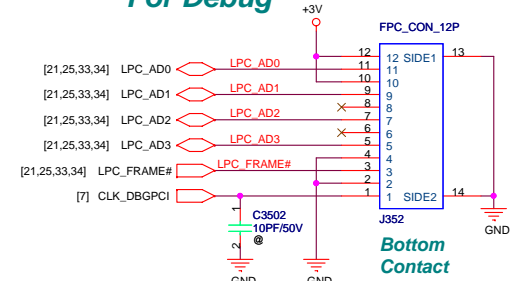 For Debug
+3V
FPC_CON_12P
12 12 SIDE1 13
[21,25,33,34] LPC_AD0 LPC_AD0 11 11
10 10
[21,25,33,34] LPC_AD1 LPC_AD1 9 9
8 8
[21,25,33,34] LPC_AD2 LPC_AD2 7 7
6 6
[21,25,33,34] LPC_AD3 LPC_AD3 5 5
4 4
[21,25,33,34] LPC_FRAME# LPC_FRAME# 3 3
2 2
[7] CLK_DBGPCI 1 1 SIDE2 14
1 C3502 J352
10PF/50V
2 @
GND
Bottom
Contact
GND GND